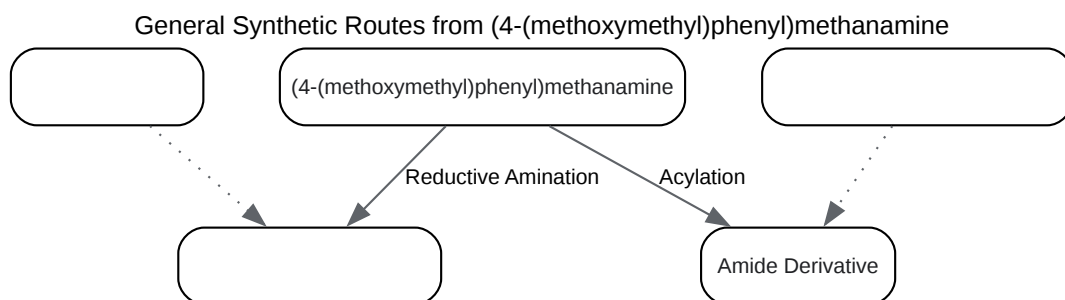 General Synthetic Routes from (4-(methoxymethyl)phenyl)methanamine
(4-(methoxymethyl)phenyl)methanamine
Reductive Amination
Acylation
Amide Derivative